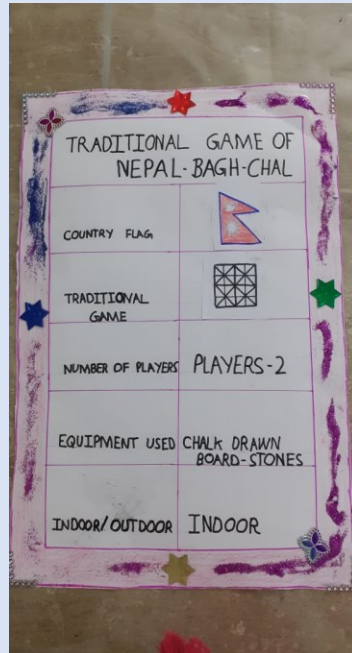 TRADITIONAL GAME OF
NEPAL-BAGH-CHAL
COUNTRY FLAG
TRADITIONAL
GAME
NUMBER OF PLAYERS PLAYERS-2
EQUIPMENT USED CHALK DRAWN
BOARD-STONES
INDOOR/OUTDOOR INDOOR